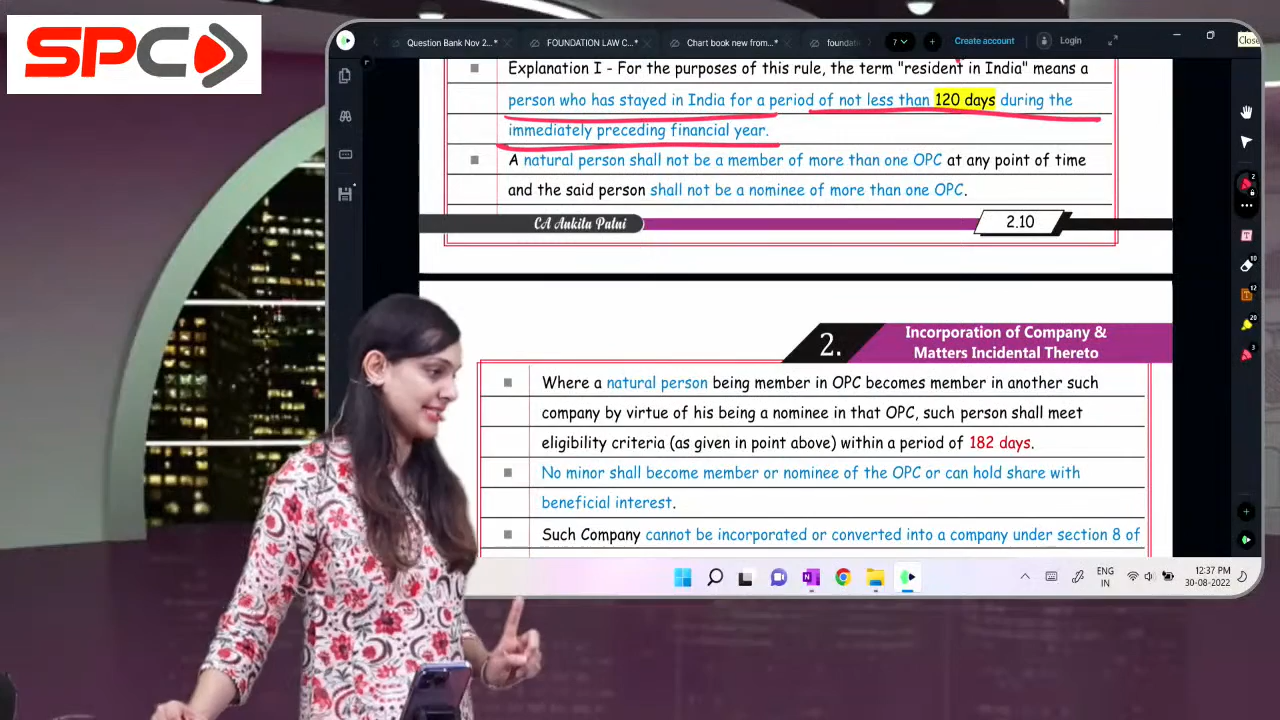 SPC
Question Bank Nov 2...*
FOUNDATION LAW C...*
Chart book new from...*
founda
7
Create account
Login
Close
Explanation I - For the purposes of this rule, the term "resident in India" means a
person who has stayed in India for a period of not less than 120 days during the
immediately preceding financial year.
A natural person shall not be a member of more than one OPC at any point of time
and the said person shall not be a nominee of more than one OPC.
CA Ankita Patni
2.10
2.
Incorporation of Company &
Matters Incidental Thereto
Where a natural person being member in OPC becomes member in another such
company by virtue of his being a nominee in that OPC, such person shall meet
eligibility criteria (as given in point above) within a period of 182 days.
No minor shall become member or nominee of the OPC or can hold share with
beneficial interest.
Such Company cannot be incorporated or converted into a company under section 8 of
ENG
IN
12:37 PM
30-08-2022